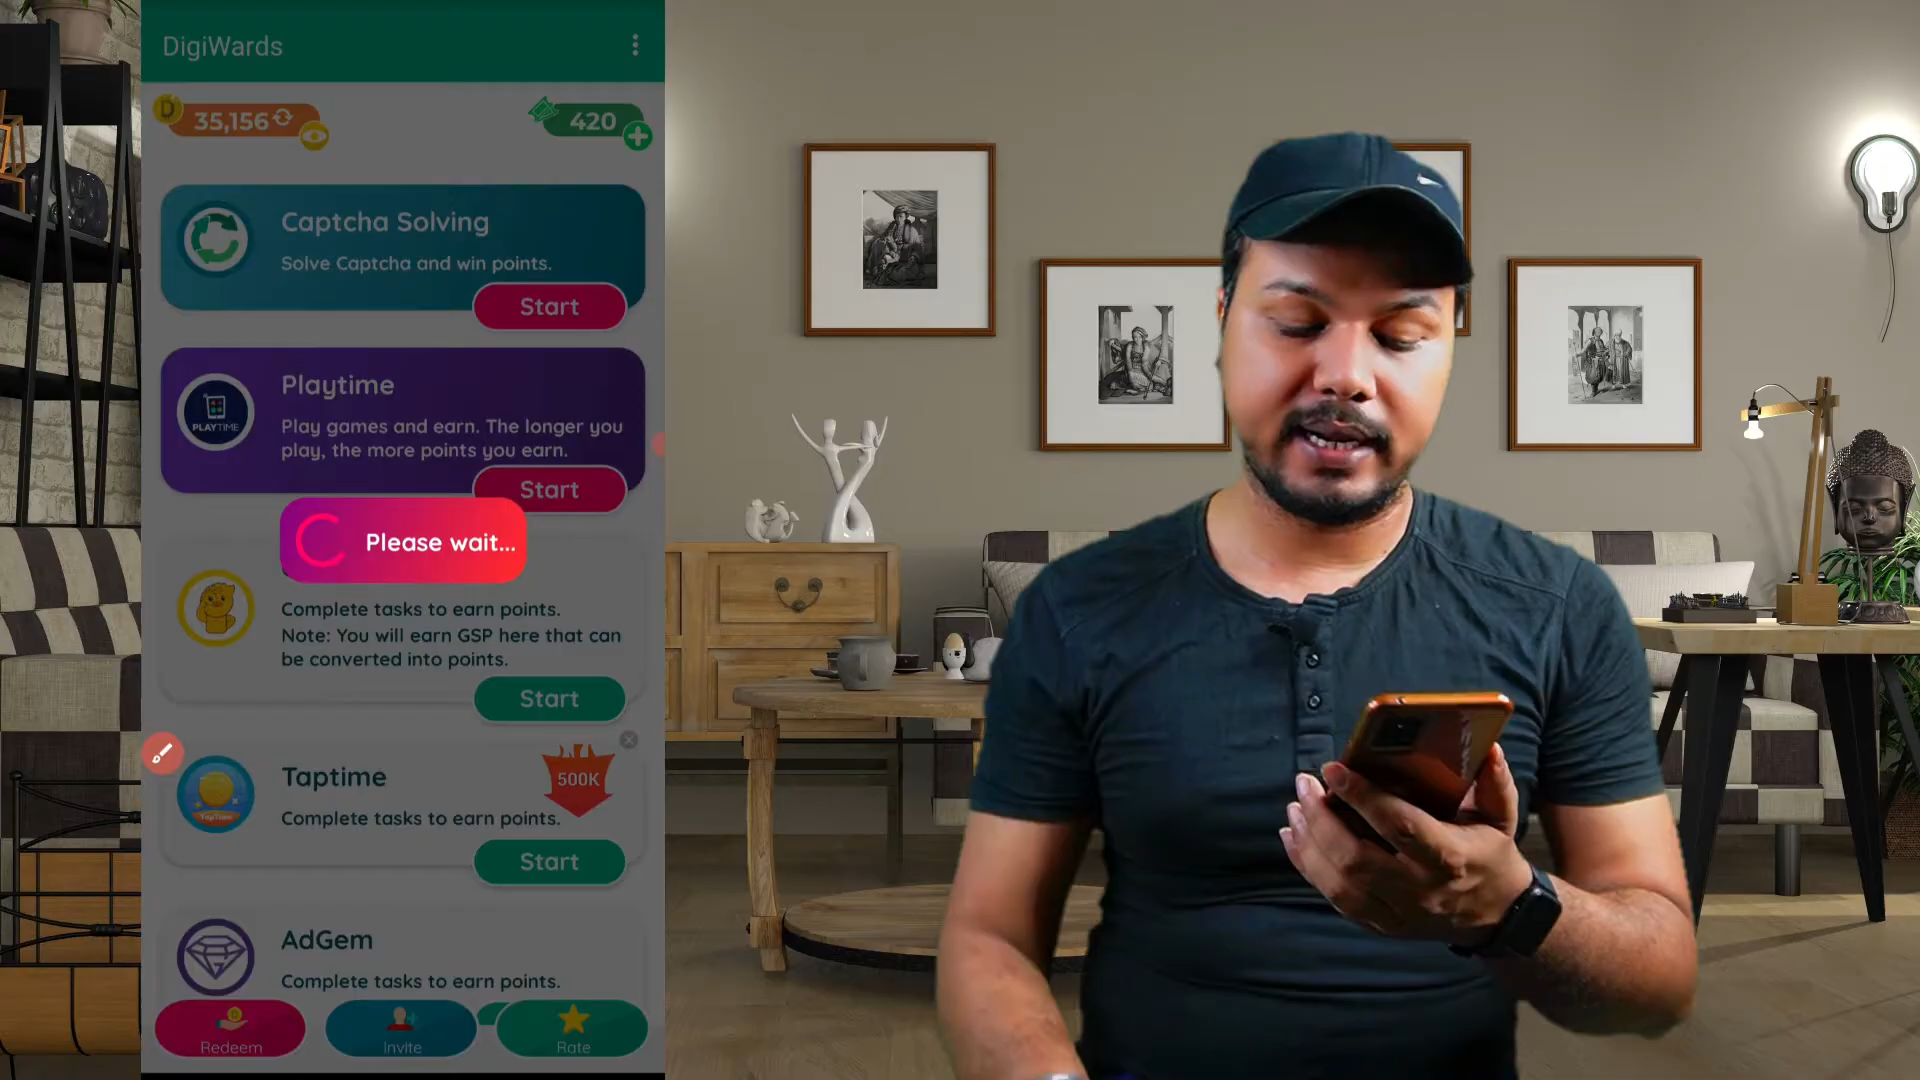 DigiWards
35,156
420
Captcha Solving
Solve Captcha and win points.
Start
Playtime
Play games and earn. The longer you
play, the more points you earn.
PLAYTIME
Start
Please wait...
Complete tasks to earn points.
Note: You will earn GSP here that can
be converted into points.
Start
Taptime
500K
Complete tasks to earn points.
TapTime
Start
AdGem
Complete tasks to earn points.
Redeem
Invite
Rate